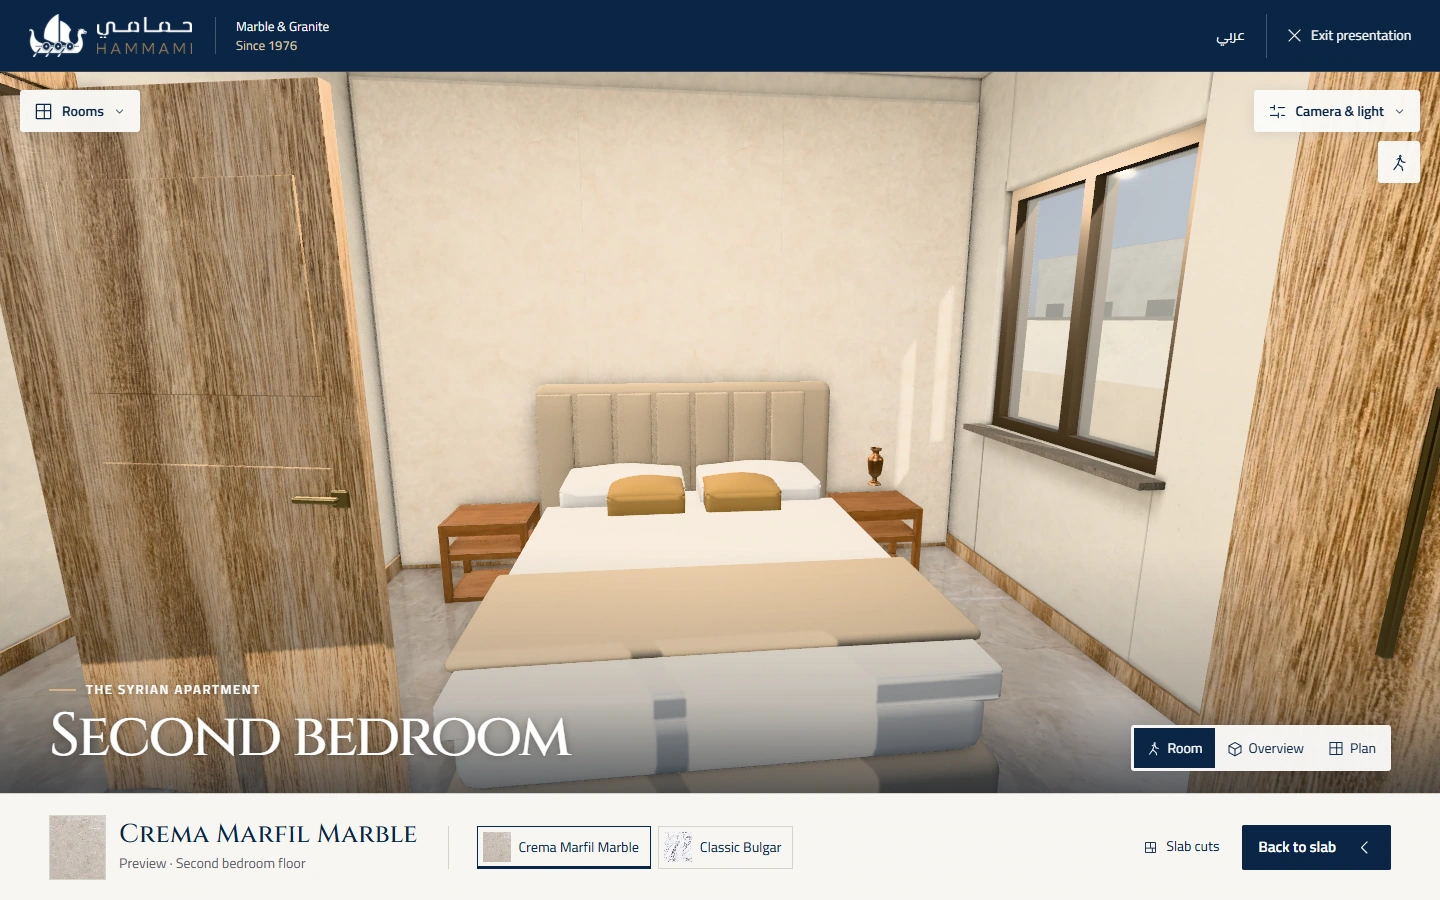 حمامي
HAMMAMI
Marble & Granite
Since 1976
عربي
Exit presentation
Rooms
Camera & light
THE SYRIAN APARTMENT
SECOND BEDROOM
Room
Overview
Plan
CREMA MARFIL MARBLE
Preview · Second bedroom floor
Crema Marfil Marble
Classic Bulgar
Slab cuts
Back to slab